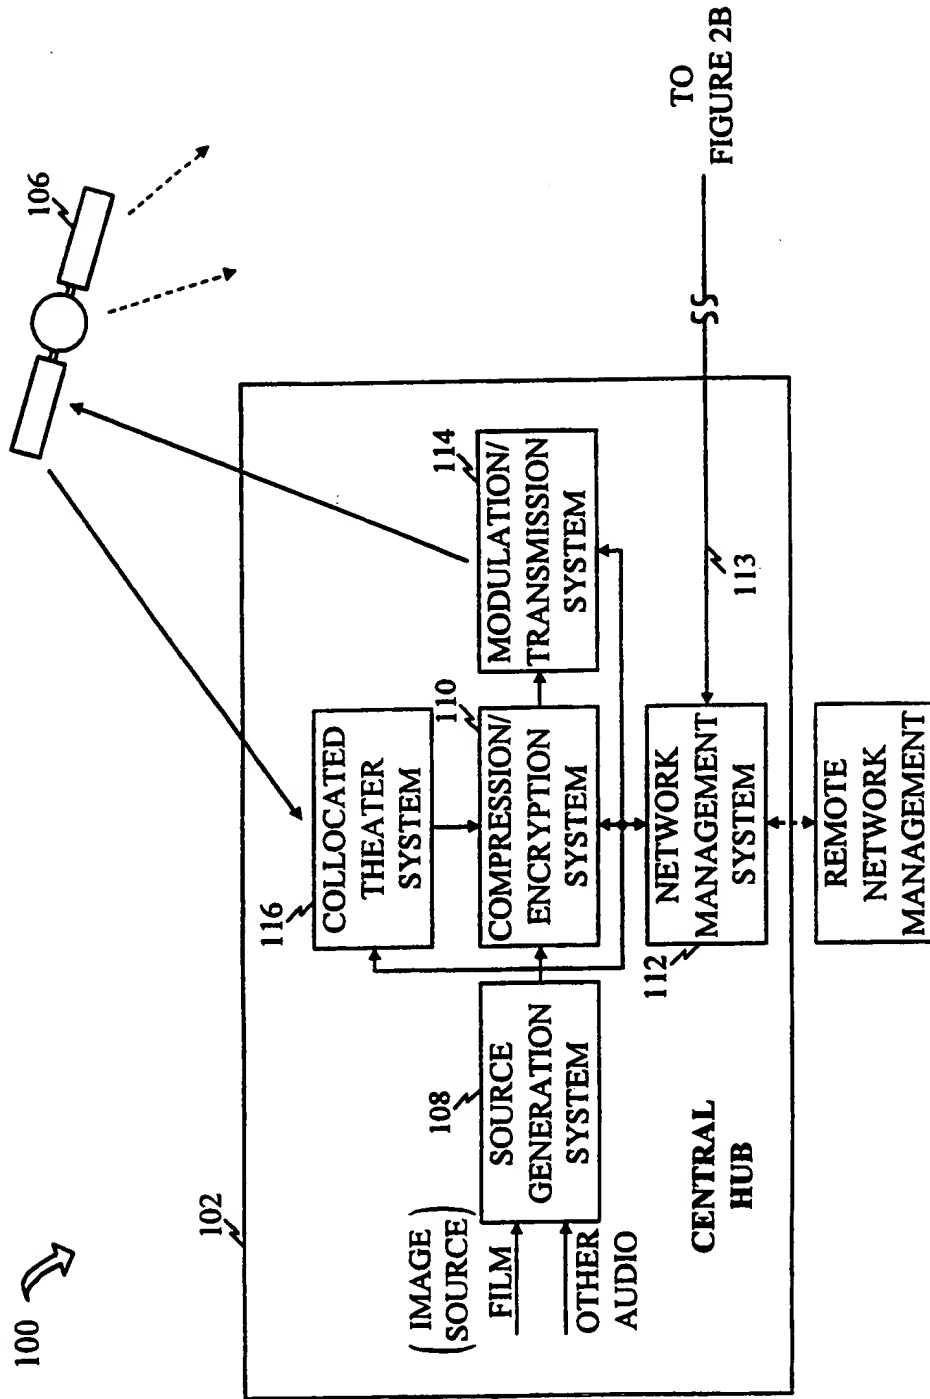 100
102
106
COLLOCATED
THEATER
SYSTEM
116
(IMAGE
SOURCE)
FILM
OTHER
AUDIO
108
SOURCE
GENERATION
SYSTEM
110
COMPRESSION/
ENCRYPTION
SYSTEM
114
MODULATION/
TRANSMISSION
SYSTEM
112
NETWORK
MANAGEMENT
SYSTEM
113
TO
FIGURE 2B
CENTRAL
HUB
REMOTE
NETWORK
MANAGEMENT